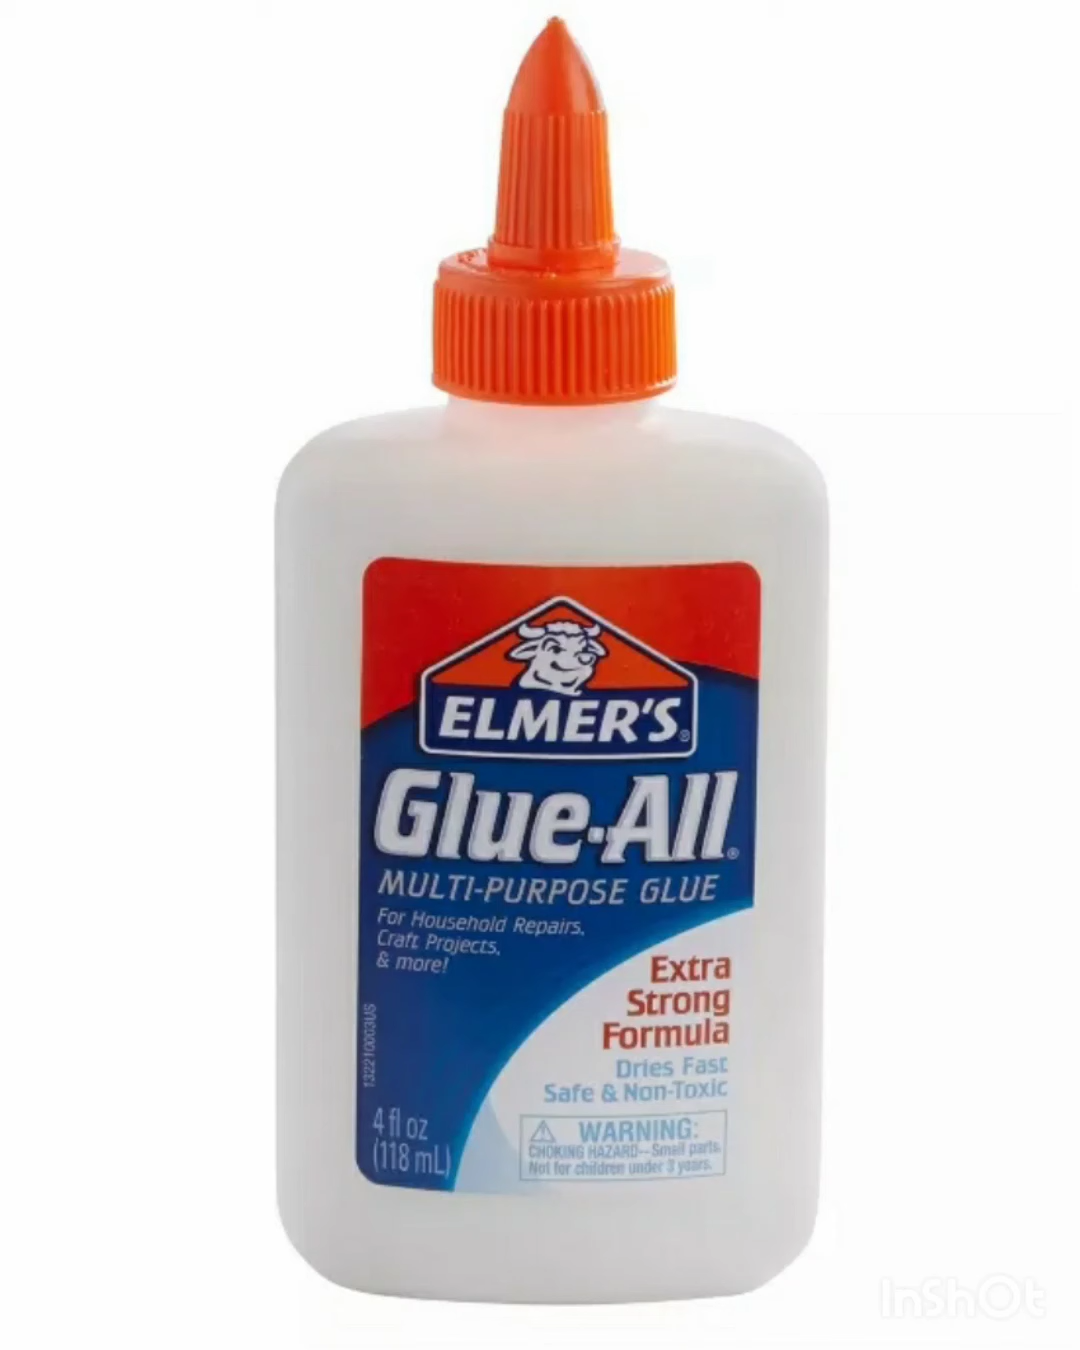 ELMER'S®
Glue-All®
MULTI-PURPOSE GLUE
For Household Repairs,
Craft Projects,
& more!
Extra
Strong
Formula
Dries Fast
Safe & Non-Toxic
132210003US
4 fl oz
(118 mL)
WARNING:
CHOKING HAZARD—Small parts.
Not for children under 3 years.
InShOt